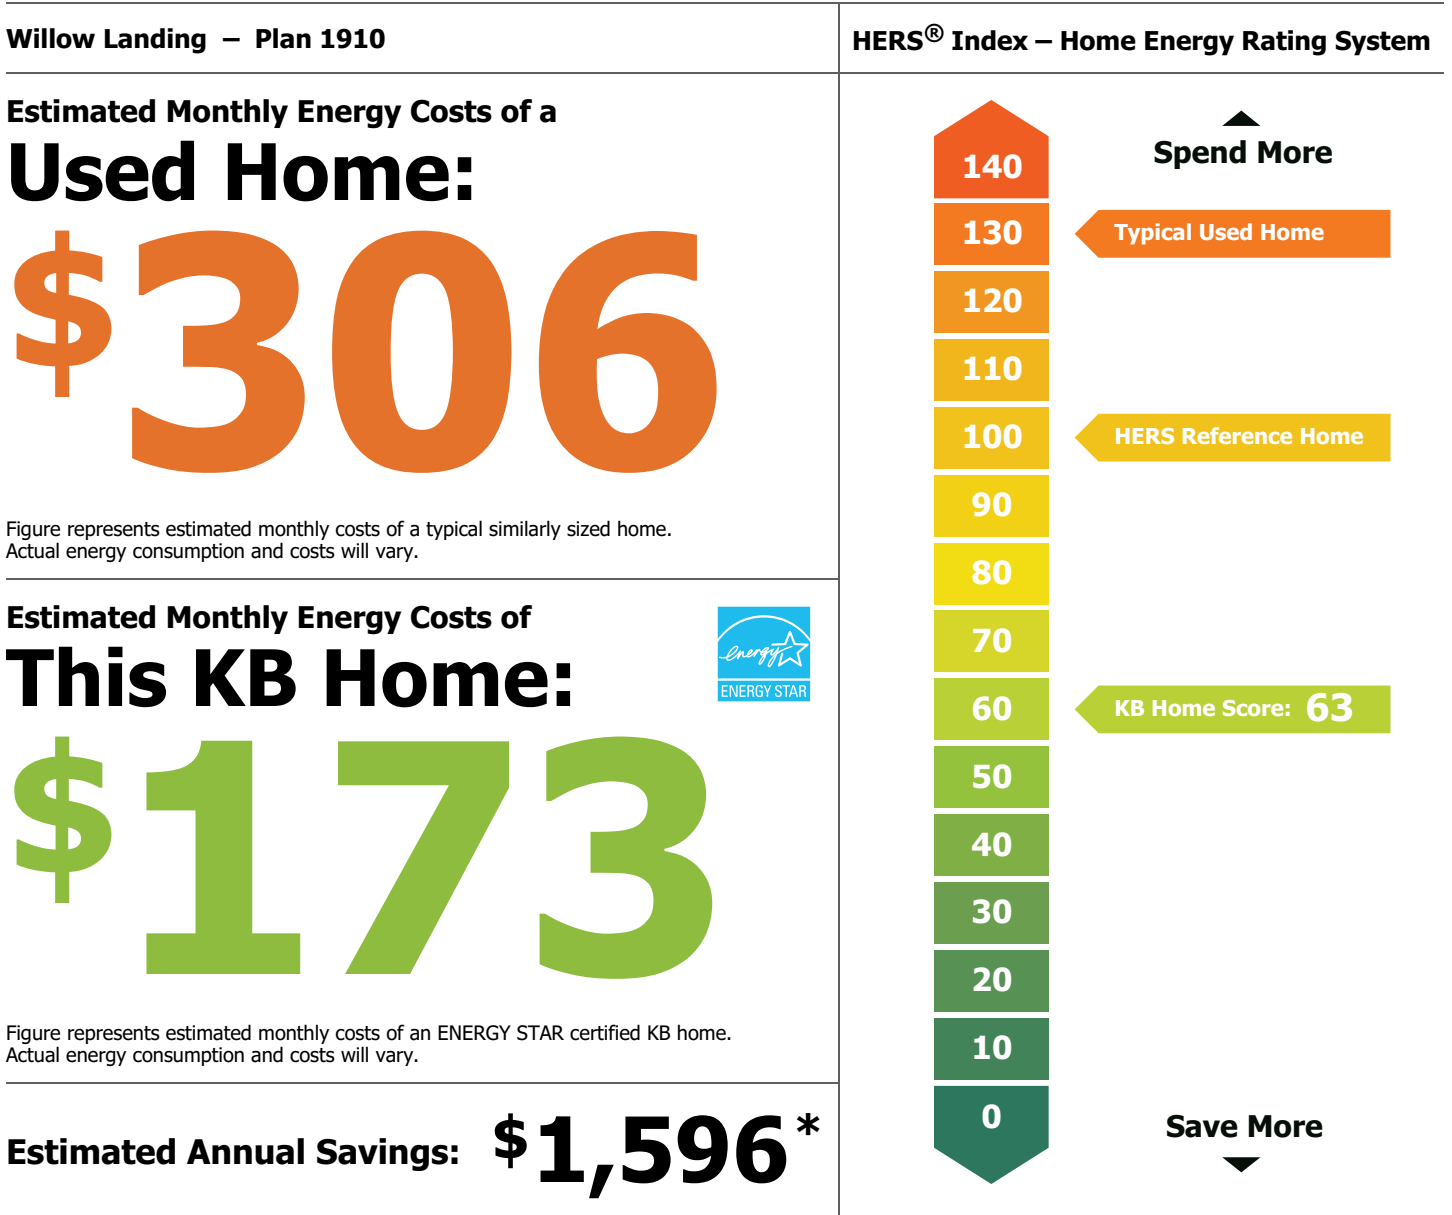 Willow Landing – Plan 1910
Estimated Monthly Energy Costs of a
Used Home:
$306
Figure represents estimated monthly costs of a typical similarly sized home.
Actual energy consumption and costs will vary.
Estimated Monthly Energy Costs of
This KB Home:
energy
ENERGY STAR
$173
Figure represents estimated monthly costs of an ENERGY STAR certified KB home.
Actual energy consumption and costs will vary.
Estimated Annual Savings: $1,596*
HERS® Index – Home Energy Rating System
Spend More
140
130
Typical Used Home
120
110
100
HERS Reference Home
90
80
70
60
KB Home Score: 63
50
40
30
20
10
0
Save More